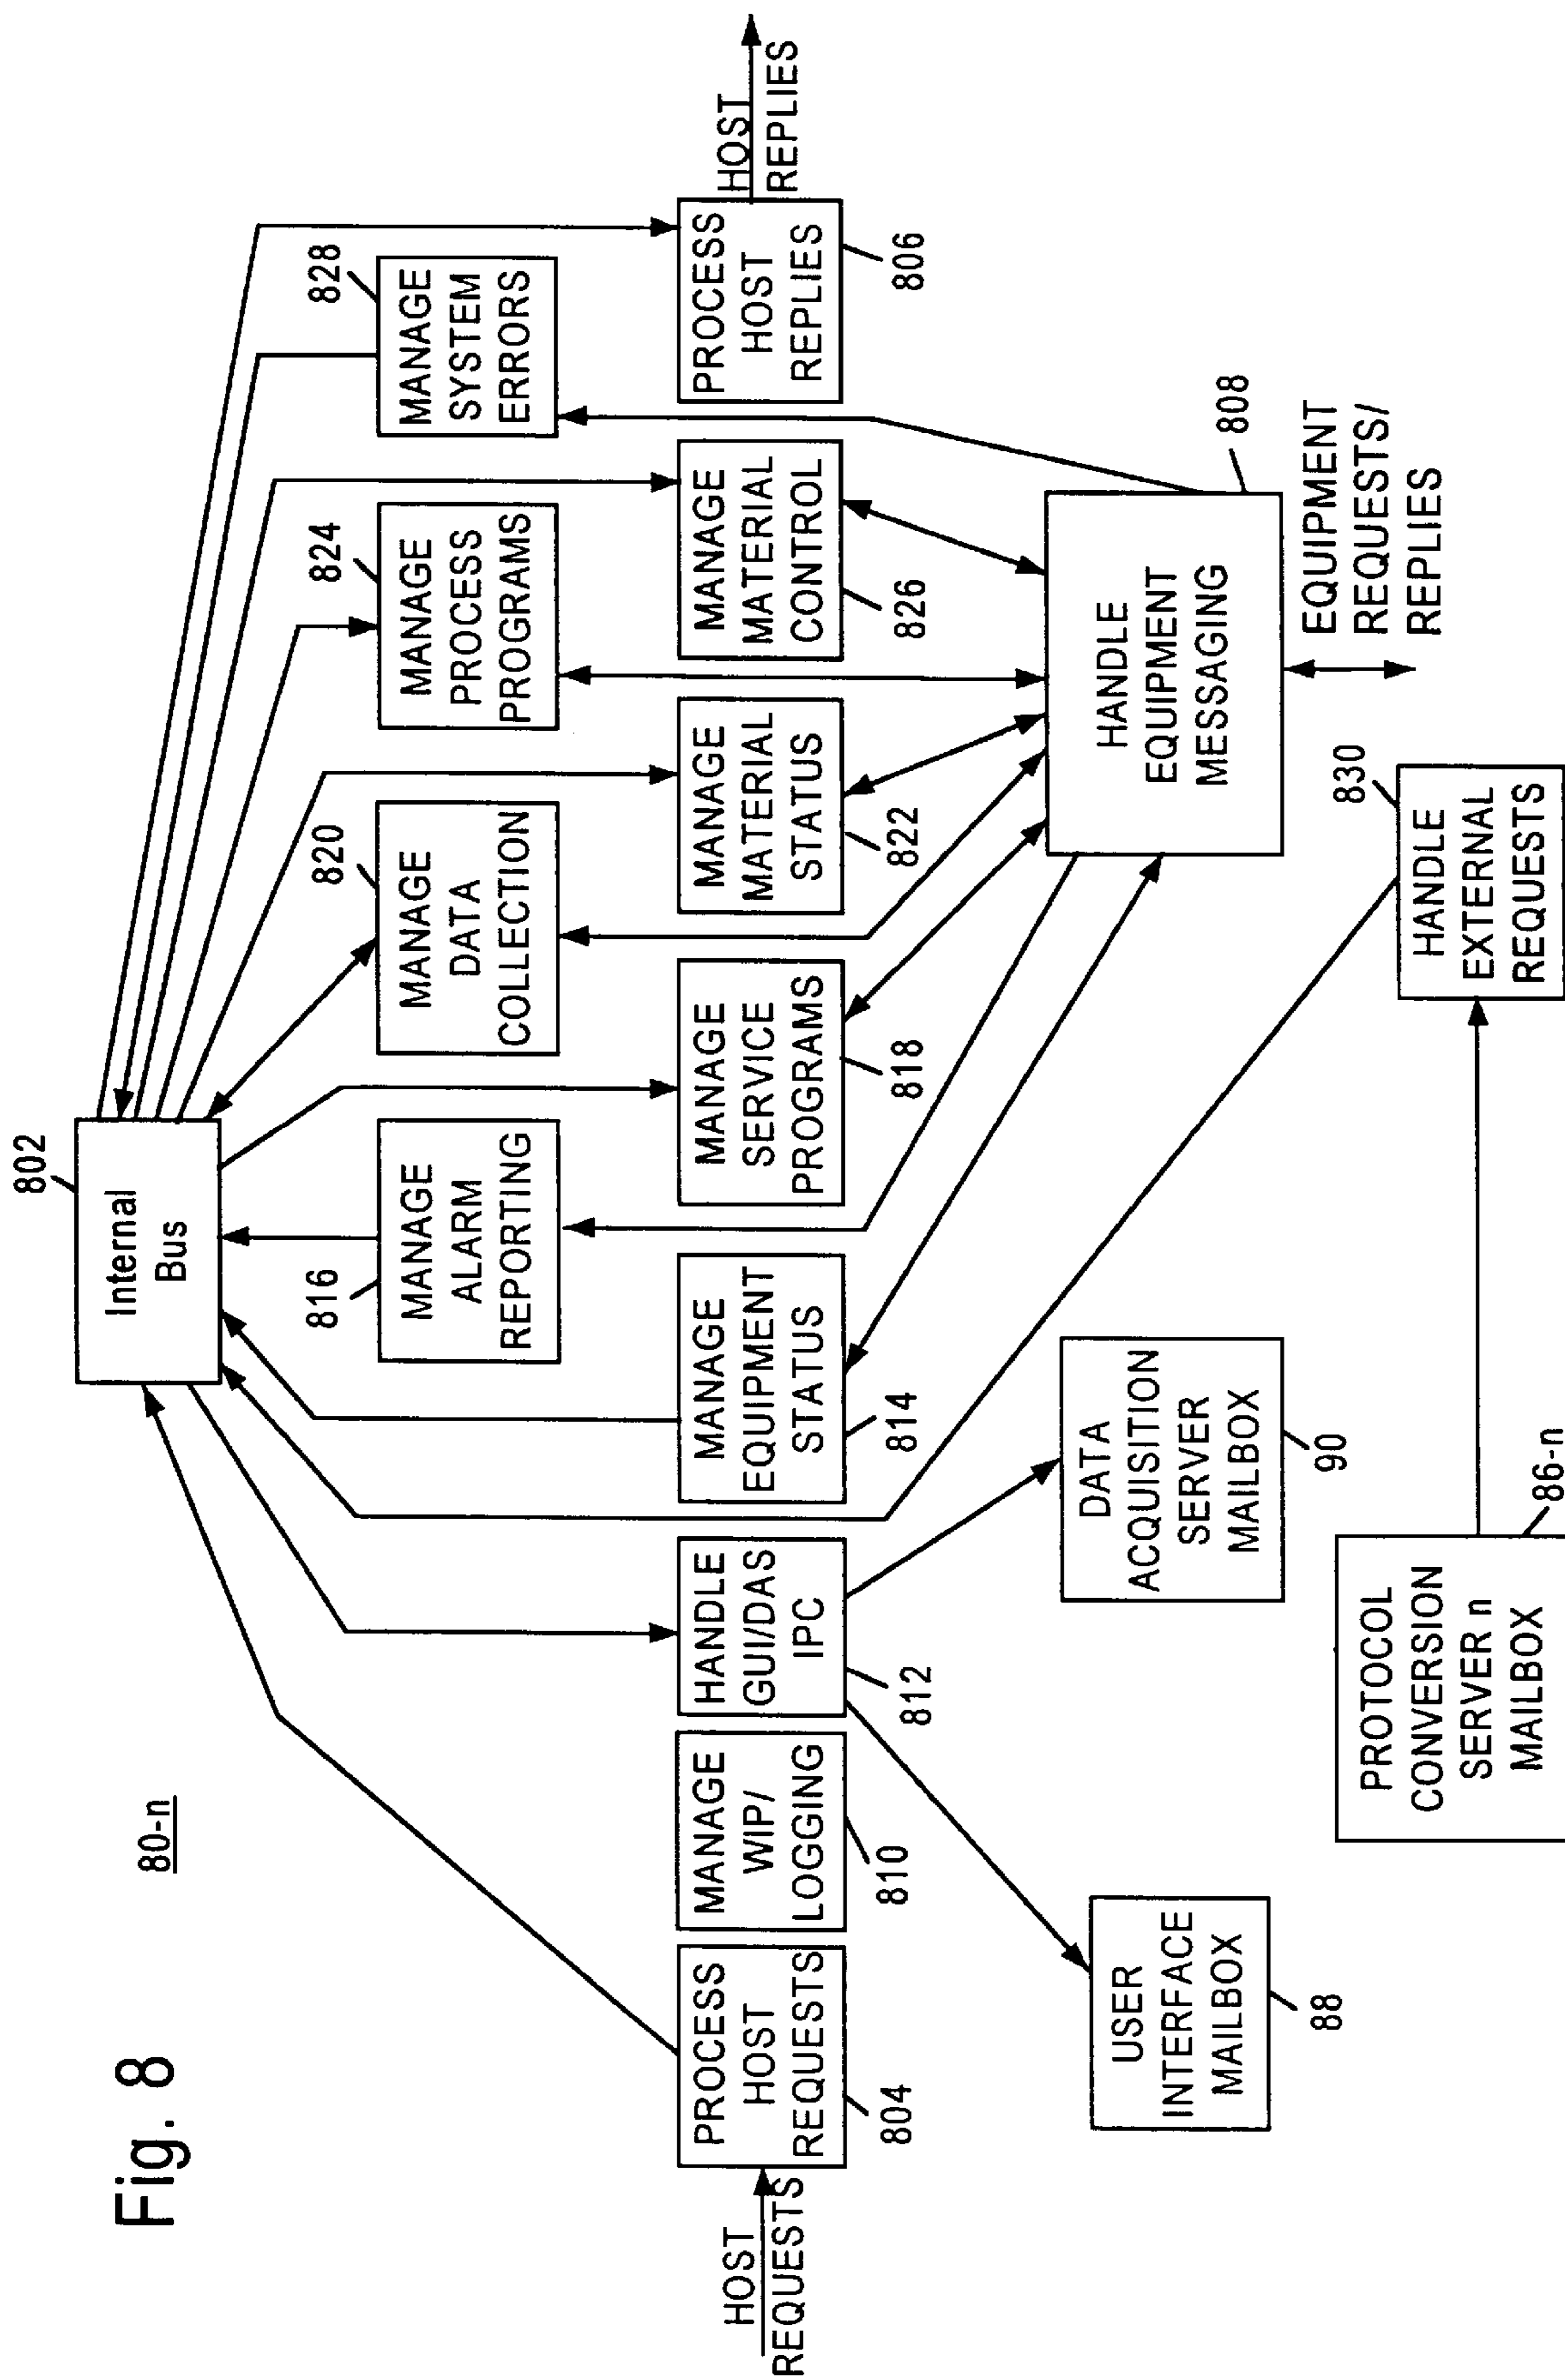 Fig. 8
80-n
802
Internal
Bus
828
MANAGE
SYSTEM
ERRORS
824
MANAGE
PROCESS
PROGRAMS
820
MANAGE
DATA
COLLECTION
816
MANAGE
ALARM
REPORTING
HOST
REQUESTS
PROCESS
HOST
REQUESTS
804
MANAGE
WIP/
LOGGING
810
HANDLE
GUI/DAS
IPC
812
MANAGE
EQUIPMENT
STATUS
814
MANAGE
SERVICE
PROGRAMS
818
MANAGE
MATERIAL
STATUS
822
MANAGE
MATERIAL
CONTROL
826
PROCESS
HOST
REPLIES
806
HOST
REPLIES
USER
INTERFACE
MAILBOX
88
DATA
ACQUISITION
SERVER
MAILBOX
90
HANDLE
EQUIPMENT
MESSAGING
808
EQUIPMENT
REQUESTS/
REPLIES
PROTOCOL
CONVERSION
SERVER n
MAILBOX
86-n
HANDLE
EXTERNAL
REQUESTS
830